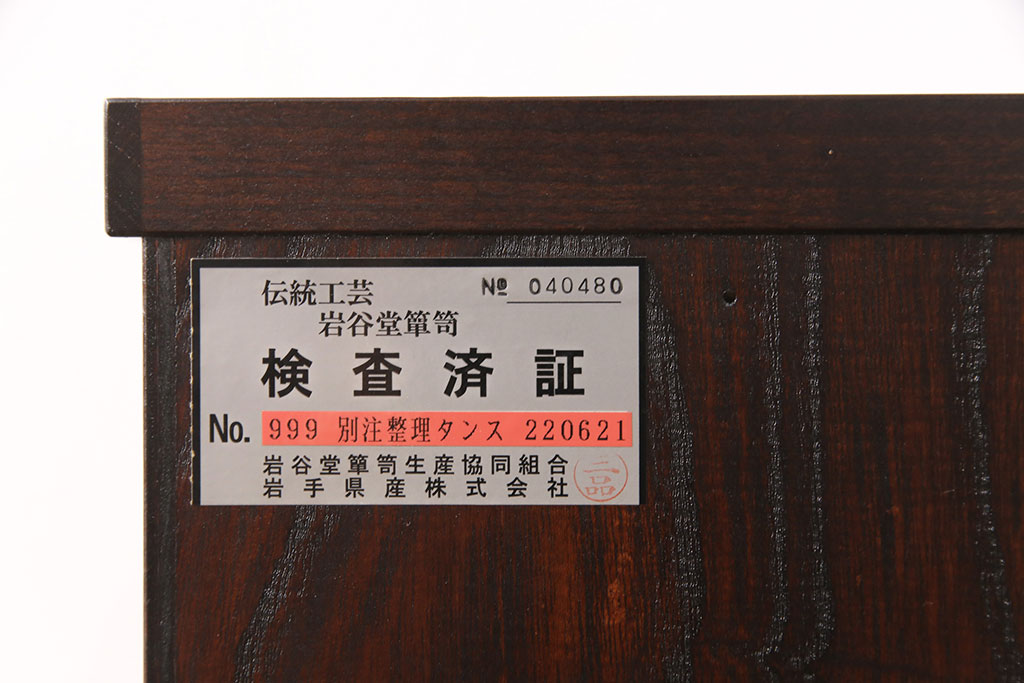 伝統工芸 № 040480
岩谷堂簞笥
検査済証
No. 999 別注整理タンス 220621
岩谷堂簞笥生産協同組合
岩手県産株式会社